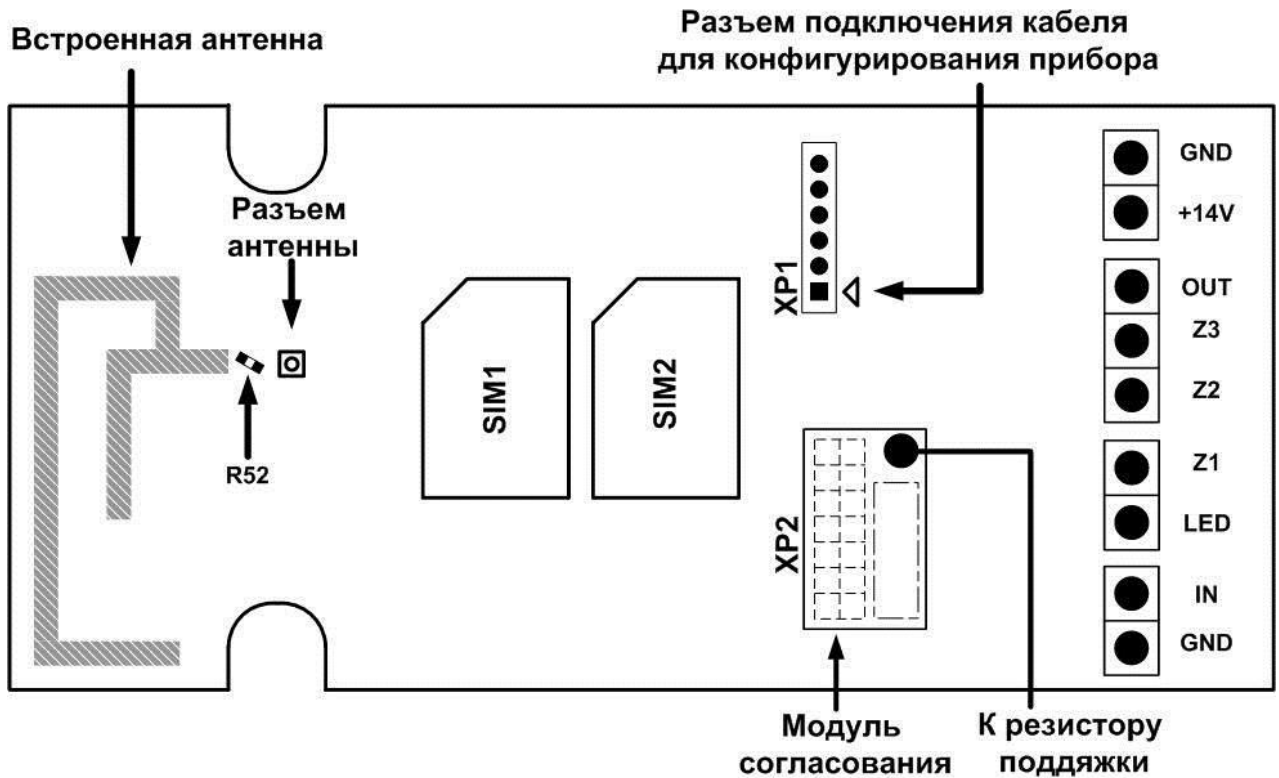 Встроенная антенна
Разъем подключения кабеля
для конфигурирования прибора
Разъем
антенны
R52
SIM1
SIM2
XP1
XP2
GND
+14V
OUT
Z3
Z2
Z1
LED
IN
GND
Модуль
согласования
К резистору
поддяжки